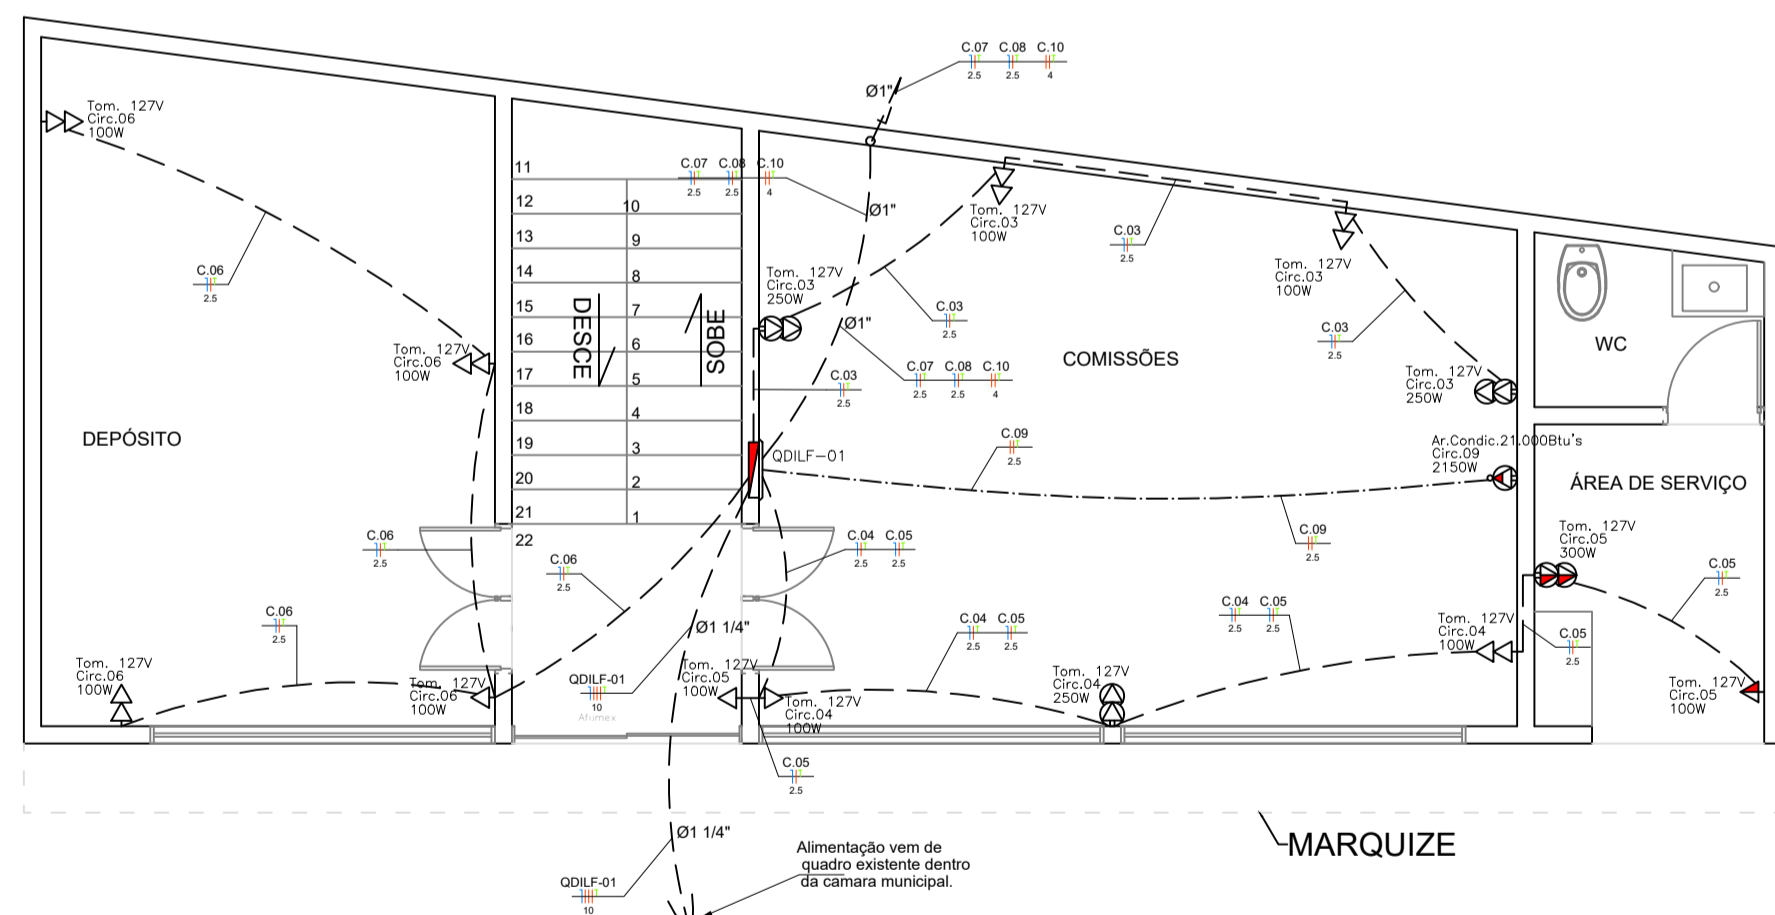 C.07 C.08 C.10
2.5 2.5 4
Ø1"
Tom. 127V
Circ.06
100W
11
12
13
14
15
16
17
18
19
20
21
22
10
9
8
7
6
5
4
3
2
1
DESCE
SOBE
C.07 C.08 C.10
2.5 2.5 4
Ø1"
Tom. 127V
Circ.03
100W
C.03
2.5
Tom. 127V
Circ.03
100W
C.06
2.5
Tom. 127V
Circ.03
250W
C.03
2.5
Ø1"
C.03
2.5
WC
COMISSÕES
Tom. 127V
Circ.06
100W
C.07 C.08 C.10
2.5 2.5 4
C.03
2.5
Tom. 127V
Circ.03
250W
DEPÓSITO
C.09
2.5
QDILF-01
Ar.Condic.21.000Btu's
Circ.09
2150W
ÁREA DE SERVIÇO
C.06
2.5
C.06
2.5
C.04 C.05
2.5 2.5
C.09
2.5
Tom. 127V
Circ.05
300W
C.05
2.5
C.06
2.5
Ø1 1/4"
C.04 C.05
2.5 2.5
C.04 C.05
2.5 2.5
Tom. 127V
Circ.04
100W
C.05
2.5
Tom. 127V
Circ.06
100W
Tom. 127V
Circ.06
100W
QDILF-01
10
Afumex
Tom. 127V
Circ.05
100W
Tom. 127V
Circ.04
100W
Tom. 127V
Circ.04
250W
Tom. 127V
Circ.05
100W
C.05
2.5
Ø1 1/4"
Alimentação vem de
quadro existente dentro
da camara municipal.
MARQUIZE
QDILF-01
10